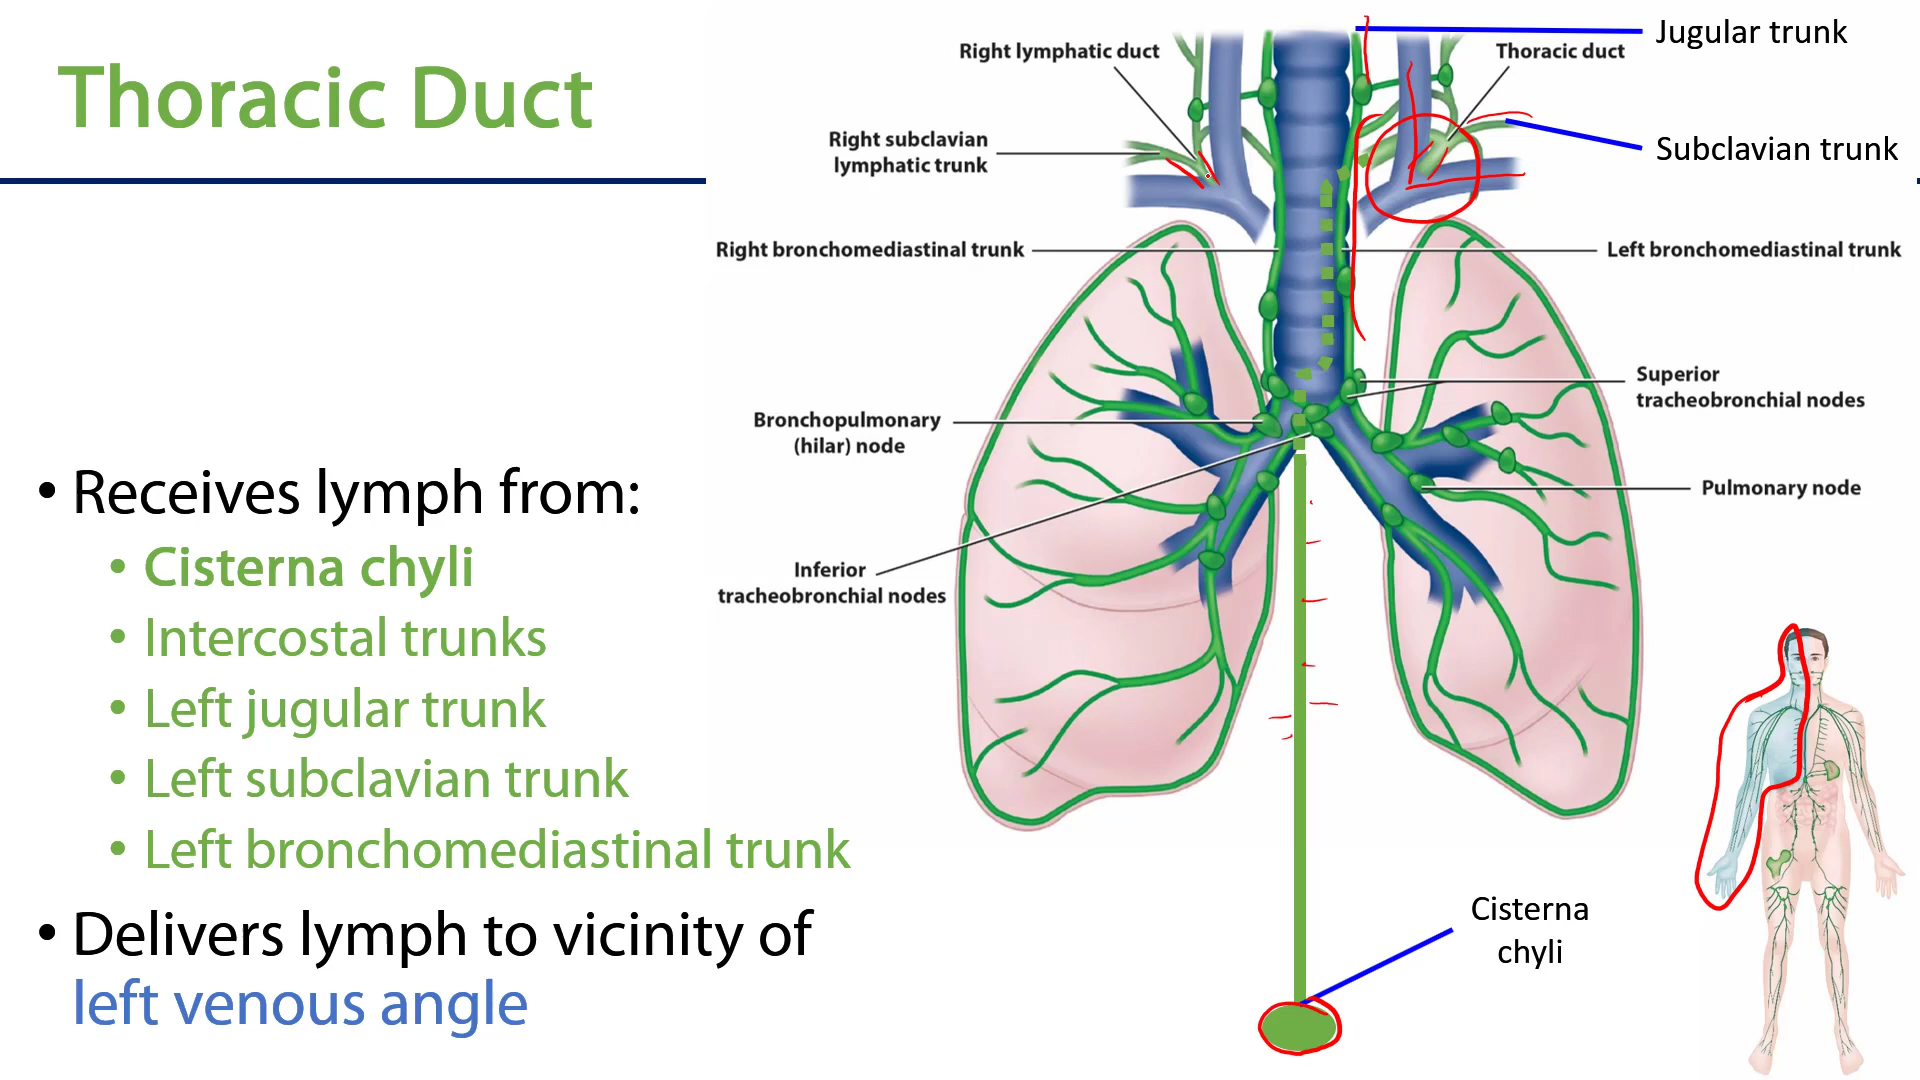 Thoracic Duct
• Receives lymph from:
• Cisterna chyli
• Intercostal trunks
• Left jugular trunk
• Left subclavian trunk
• Left bronchomediastinal trunk
• Delivers lymph to vicinity of
left venous angle
Jugular trunk
Right lymphatic duct
Thoracic duct
Right subclavian
lymphatic trunk
Subclavian trunk
Right bronchomediastinal trunk
Left bronchomediastinal trunk
Superior
tracheobronchial nodes
Bronchopulmonary
(hilar) node
Pulmonary node
Inferior
tracheobronchial nodes
Cisterna
chyli